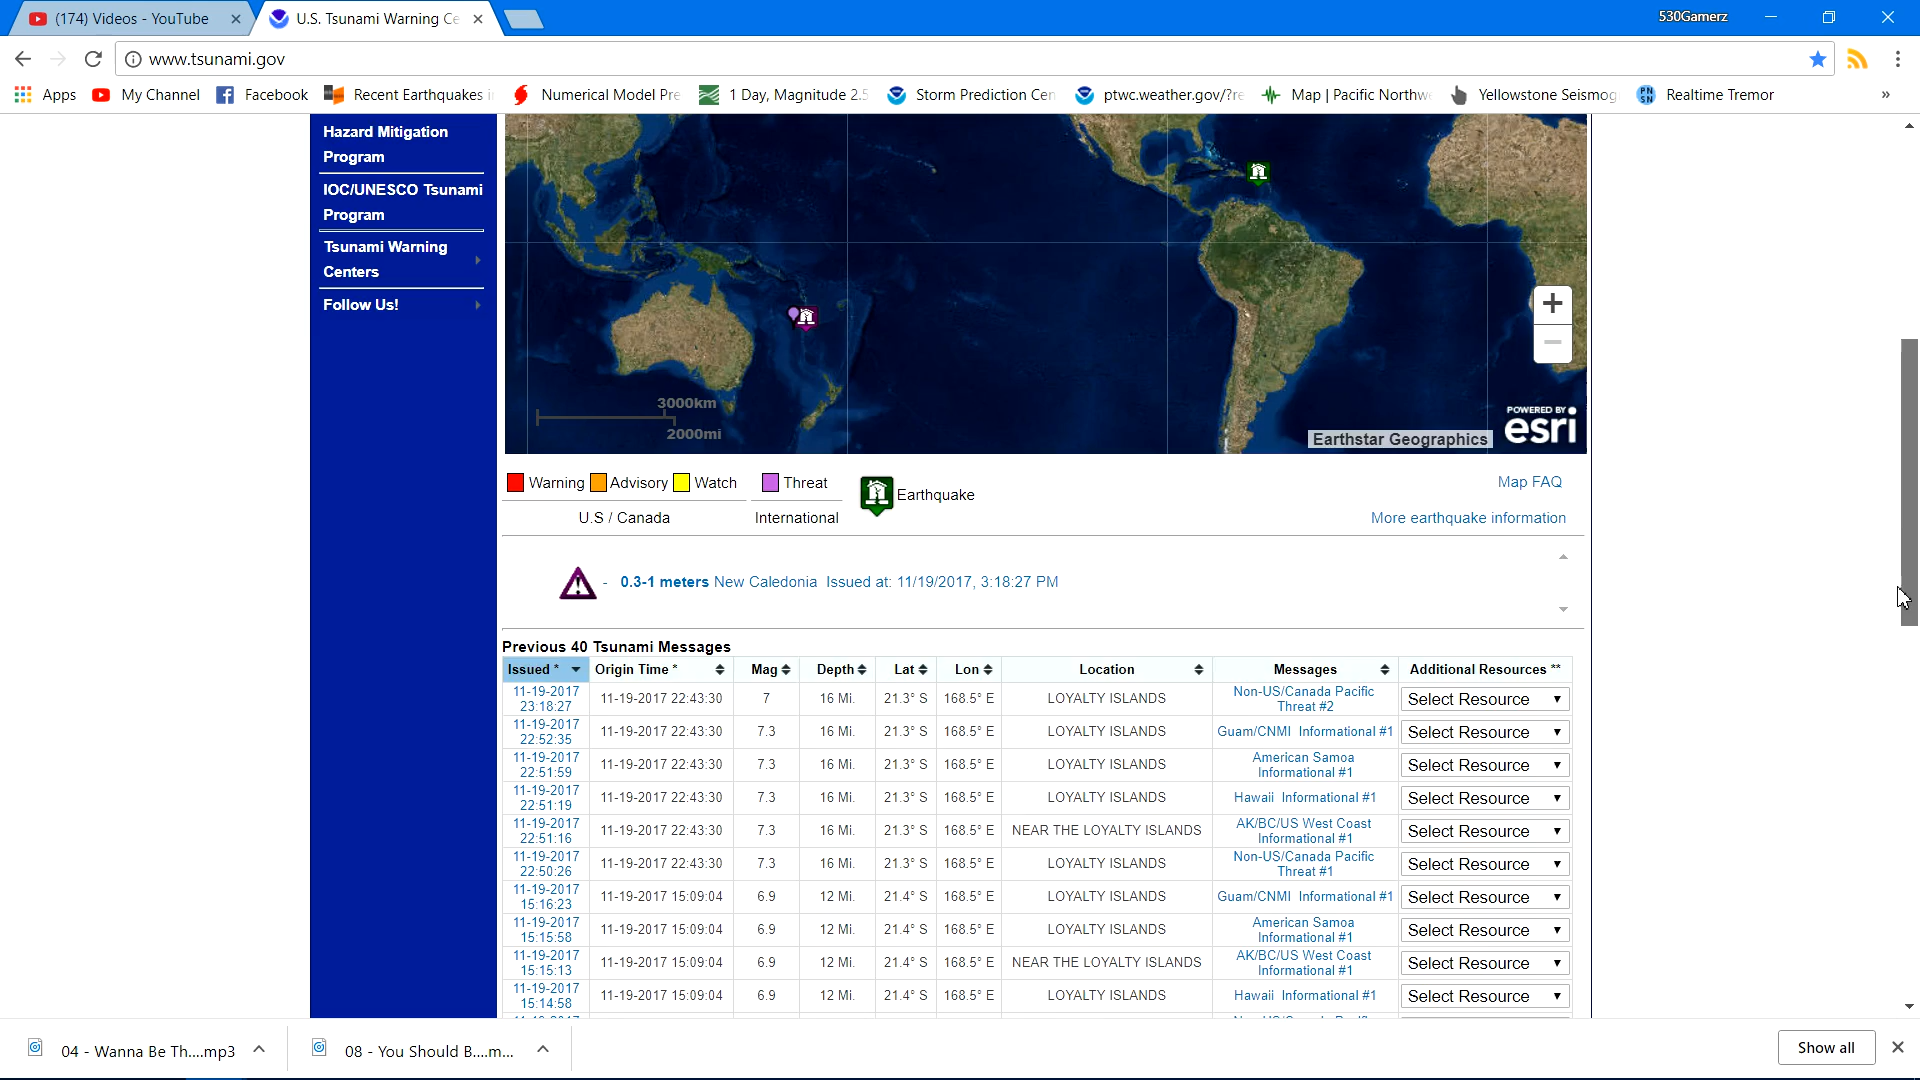 (174) Videos - YouTube
U.S. Tsunami Warning Ce
530Gamerz
www.tsunami.gov
Apps
My Channel
Facebook
Recent Earthquakes i
Numerical Model Pre
1 Day, Magnitude 2.5
Storm Prediction Cen
ptwc.weather.gov/?re
Map | Pacific Northwe
Yellowstone Seismog
PN
SN
Realtime Tremor
»
Hazard Mitigation
Program
IOC/UNESCO Tsunami
Program
Tsunami Warning
Centers
Follow Us!
+
−
3000km
2000mi
POWERED BY
esri
Earthstar Geographics
Warning Advisory Watch
U.S / Canada
Threat
International
Earthquake
Map FAQ
More earthquake information
- 0.3-1 meters New Caledonia Issued at: 11/19/2017, 3:18:27 PM
Previous 40 Tsunami Messages
Issued * Origin Time * Mag Depth Lat Lon Location Messages Additional Resources **
11-19-2017 23:18:27 11-19-2017 22:43:30 7 16 Mi. 21.3° S 168.5° E LOYALTY ISLANDS Non-US/Canada Pacific Threat #2 Select Resource
11-19-2017 22:52:35 11-19-2017 22:43:30 7.3 16 Mi. 21.3° S 168.5° E LOYALTY ISLANDS Guam/CNMI Informational #1 Select Resource
11-19-2017 22:51:59 11-19-2017 22:43:30 7.3 16 Mi. 21.3° S 168.5° E LOYALTY ISLANDS American Samoa Informational #1 Select Resource
11-19-2017 22:51:19 11-19-2017 22:43:30 7.3 16 Mi. 21.3° S 168.5° E LOYALTY ISLANDS Hawaii Informational #1 Select Resource
11-19-2017 22:51:16 11-19-2017 22:43:30 7.3 16 Mi. 21.3° S 168.5° E NEAR THE LOYALTY ISLANDS AK/BC/US West Coast Informational #1 Select Resource
11-19-2017 22:50:26 11-19-2017 22:43:30 7.3 16 Mi. 21.3° S 168.5° E LOYALTY ISLANDS Non-US/Canada Pacific Threat #1 Select Resource
11-19-2017 15:16:23 11-19-2017 15:09:04 6.9 12 Mi. 21.4° S 168.5° E LOYALTY ISLANDS Guam/CNMI Informational #1 Select Resource
11-19-2017 15:15:58 11-19-2017 15:09:04 6.9 12 Mi. 21.4° S 168.5° E LOYALTY ISLANDS American Samoa Informational #1 Select Resource
11-19-2017 15:15:13 11-19-2017 15:09:04 6.9 12 Mi. 21.4° S 168.5° E NEAR THE LOYALTY ISLANDS AK/BC/US West Coast Informational #1 Select Resource
11-19-2017 15:14:58 11-19-2017 15:09:04 6.9 12 Mi. 21.4° S 168.5° E LOYALTY ISLANDS Hawaii Informational #1 Select Resource
04 - Wanna Be Th....mp3
08 - You Should B....m...
Show all